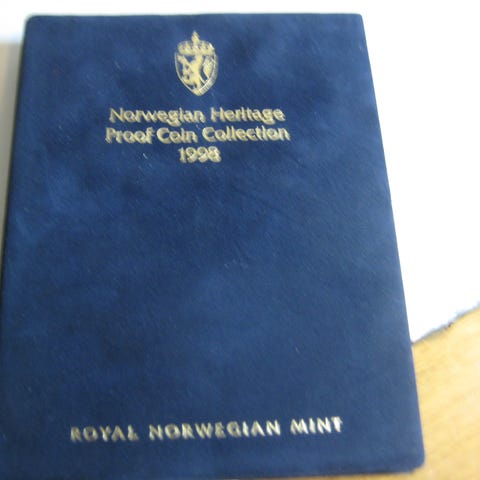 Norwegian Heritage
Proof Coin Collection
1998
ROYAL NORWEGIAN MINT